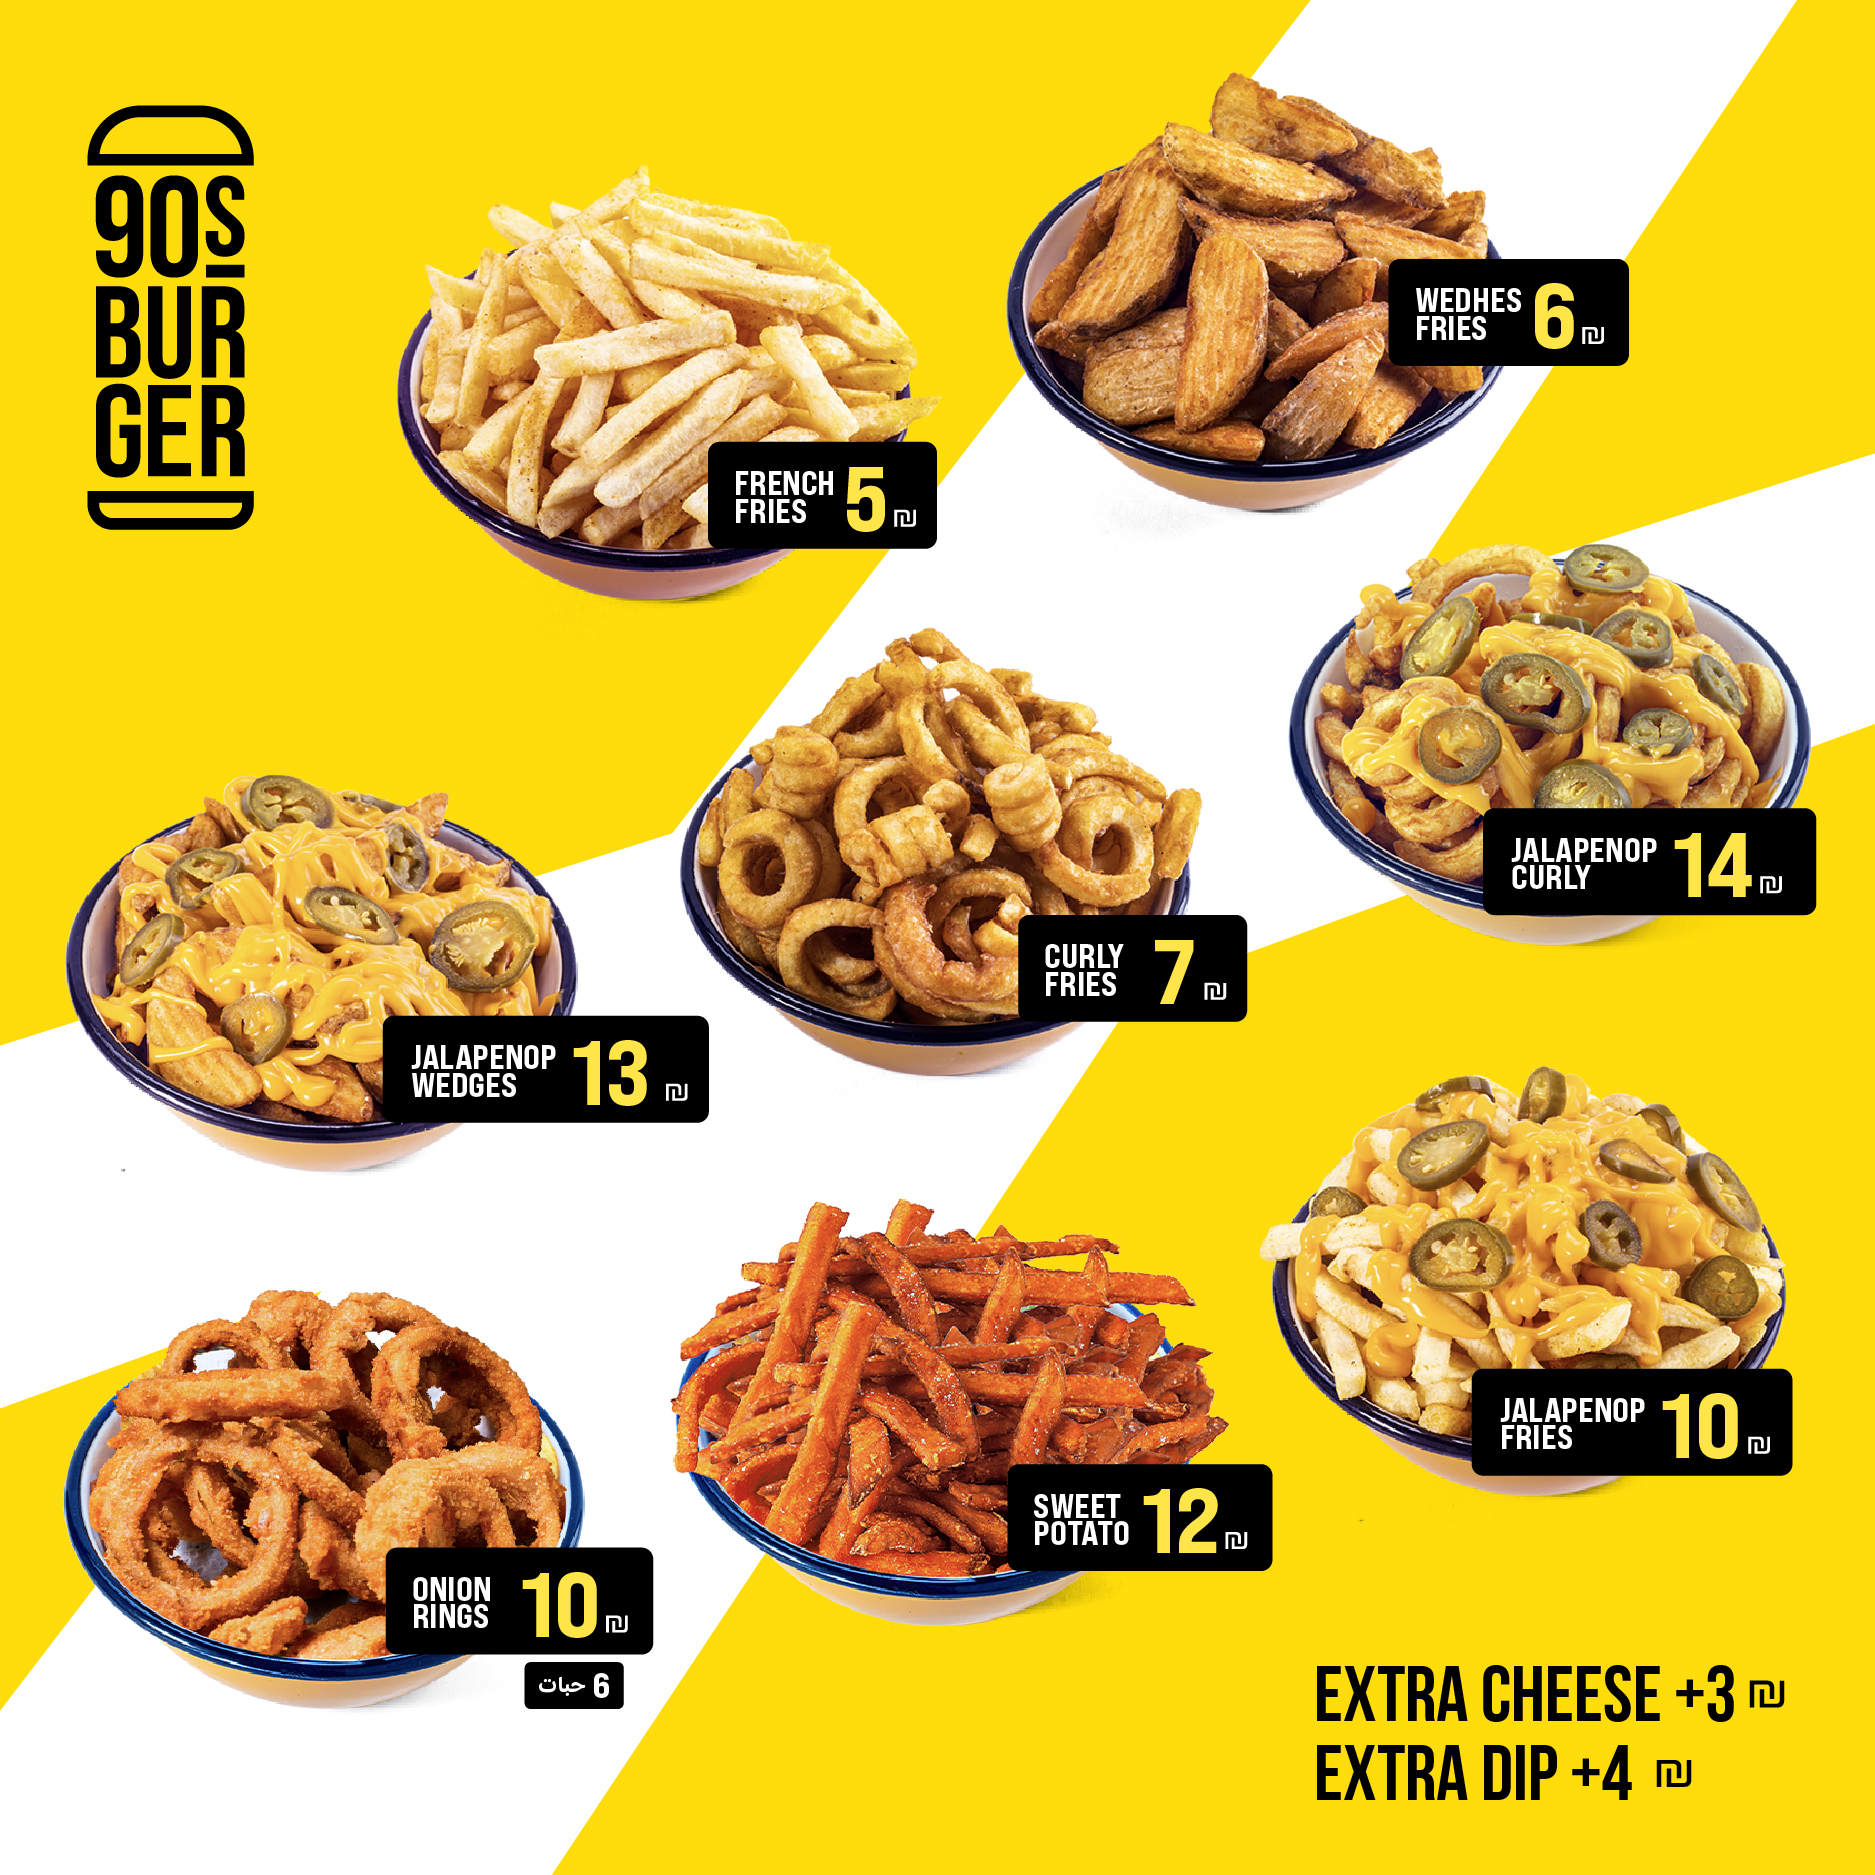 90S
BUR
GER
FRENCH
FRIES
5 ₪
WEDHES
FRIES
6 ₪
JALAPENOP
CURLY
14 ₪
CURLY
FRIES
7 ₪
JALAPENOP
WEDGES
13 ₪
JALAPENOP
FRIES
10 ₪
SWEET
POTATO
12 ₪
ONION
RINGS
10 ₪
6 حبات
EXTRA CHEESE +3 ₪
EXTRA DIP +4 ₪